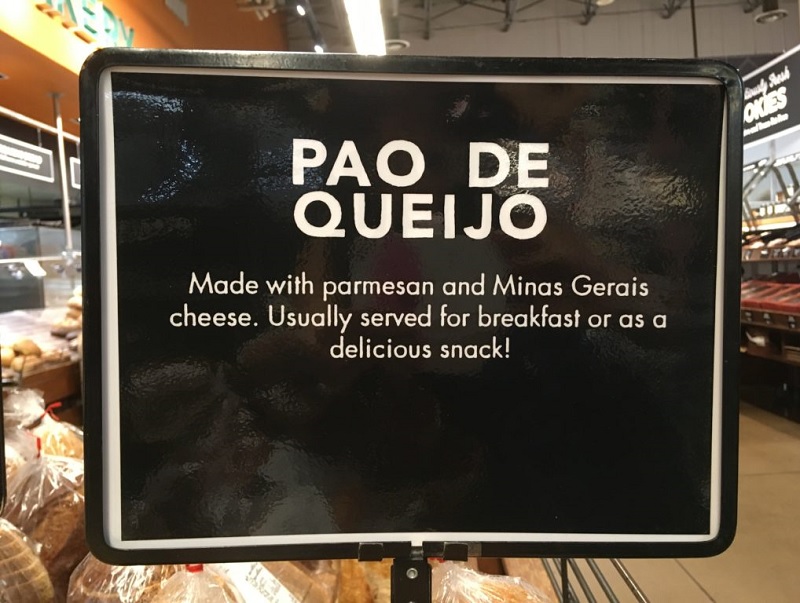 PAO DE
QUEIJO
Made with parmesan and Minas Gerais
cheese. Usually served for breakfast or as a
delicious snack!